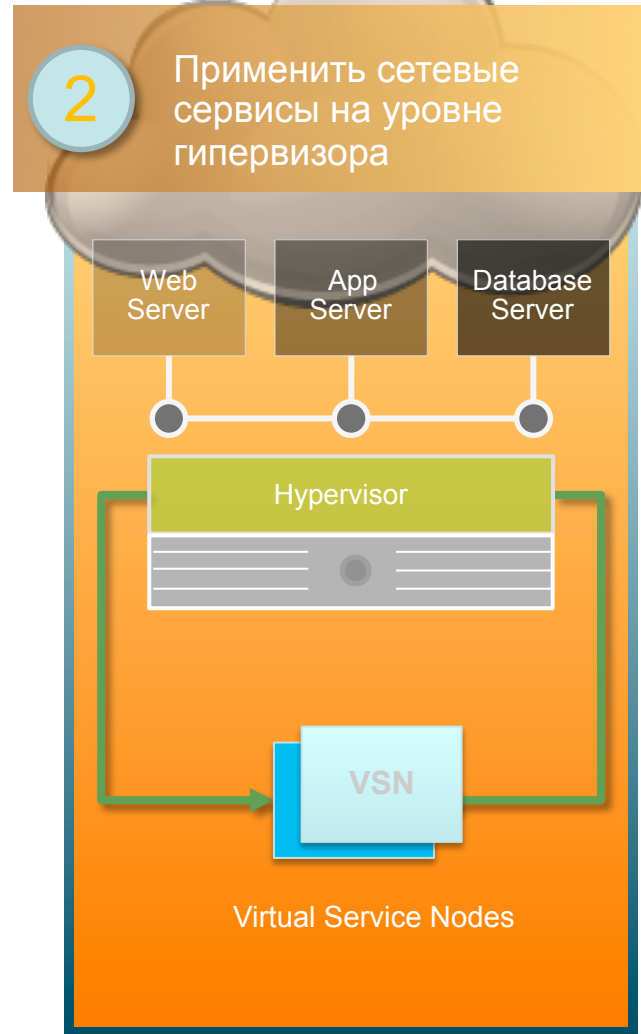 2
Применить сетевые
сервисы на уровне
гипервизора
Web
Server
App
Server
Database
Server
Hypervisor
VSN
Virtual Service Nodes